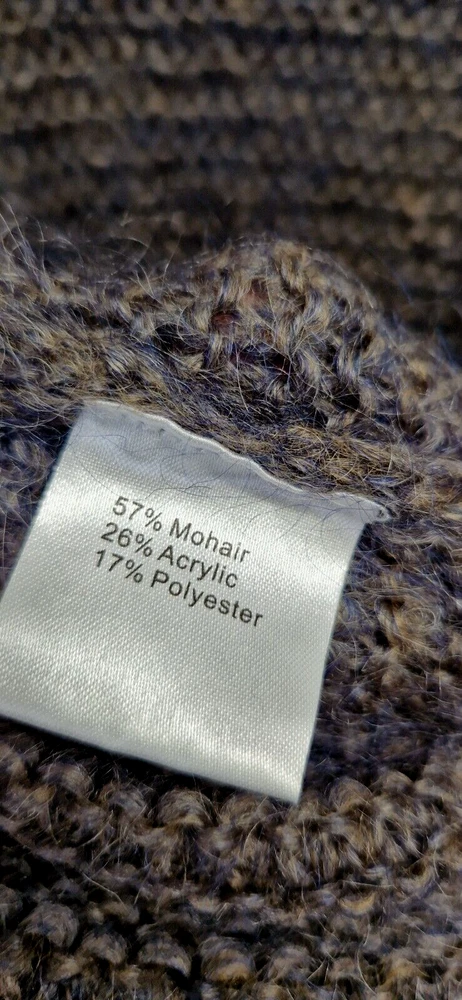 57% Mohair
26% Acrylic
17% Polyester